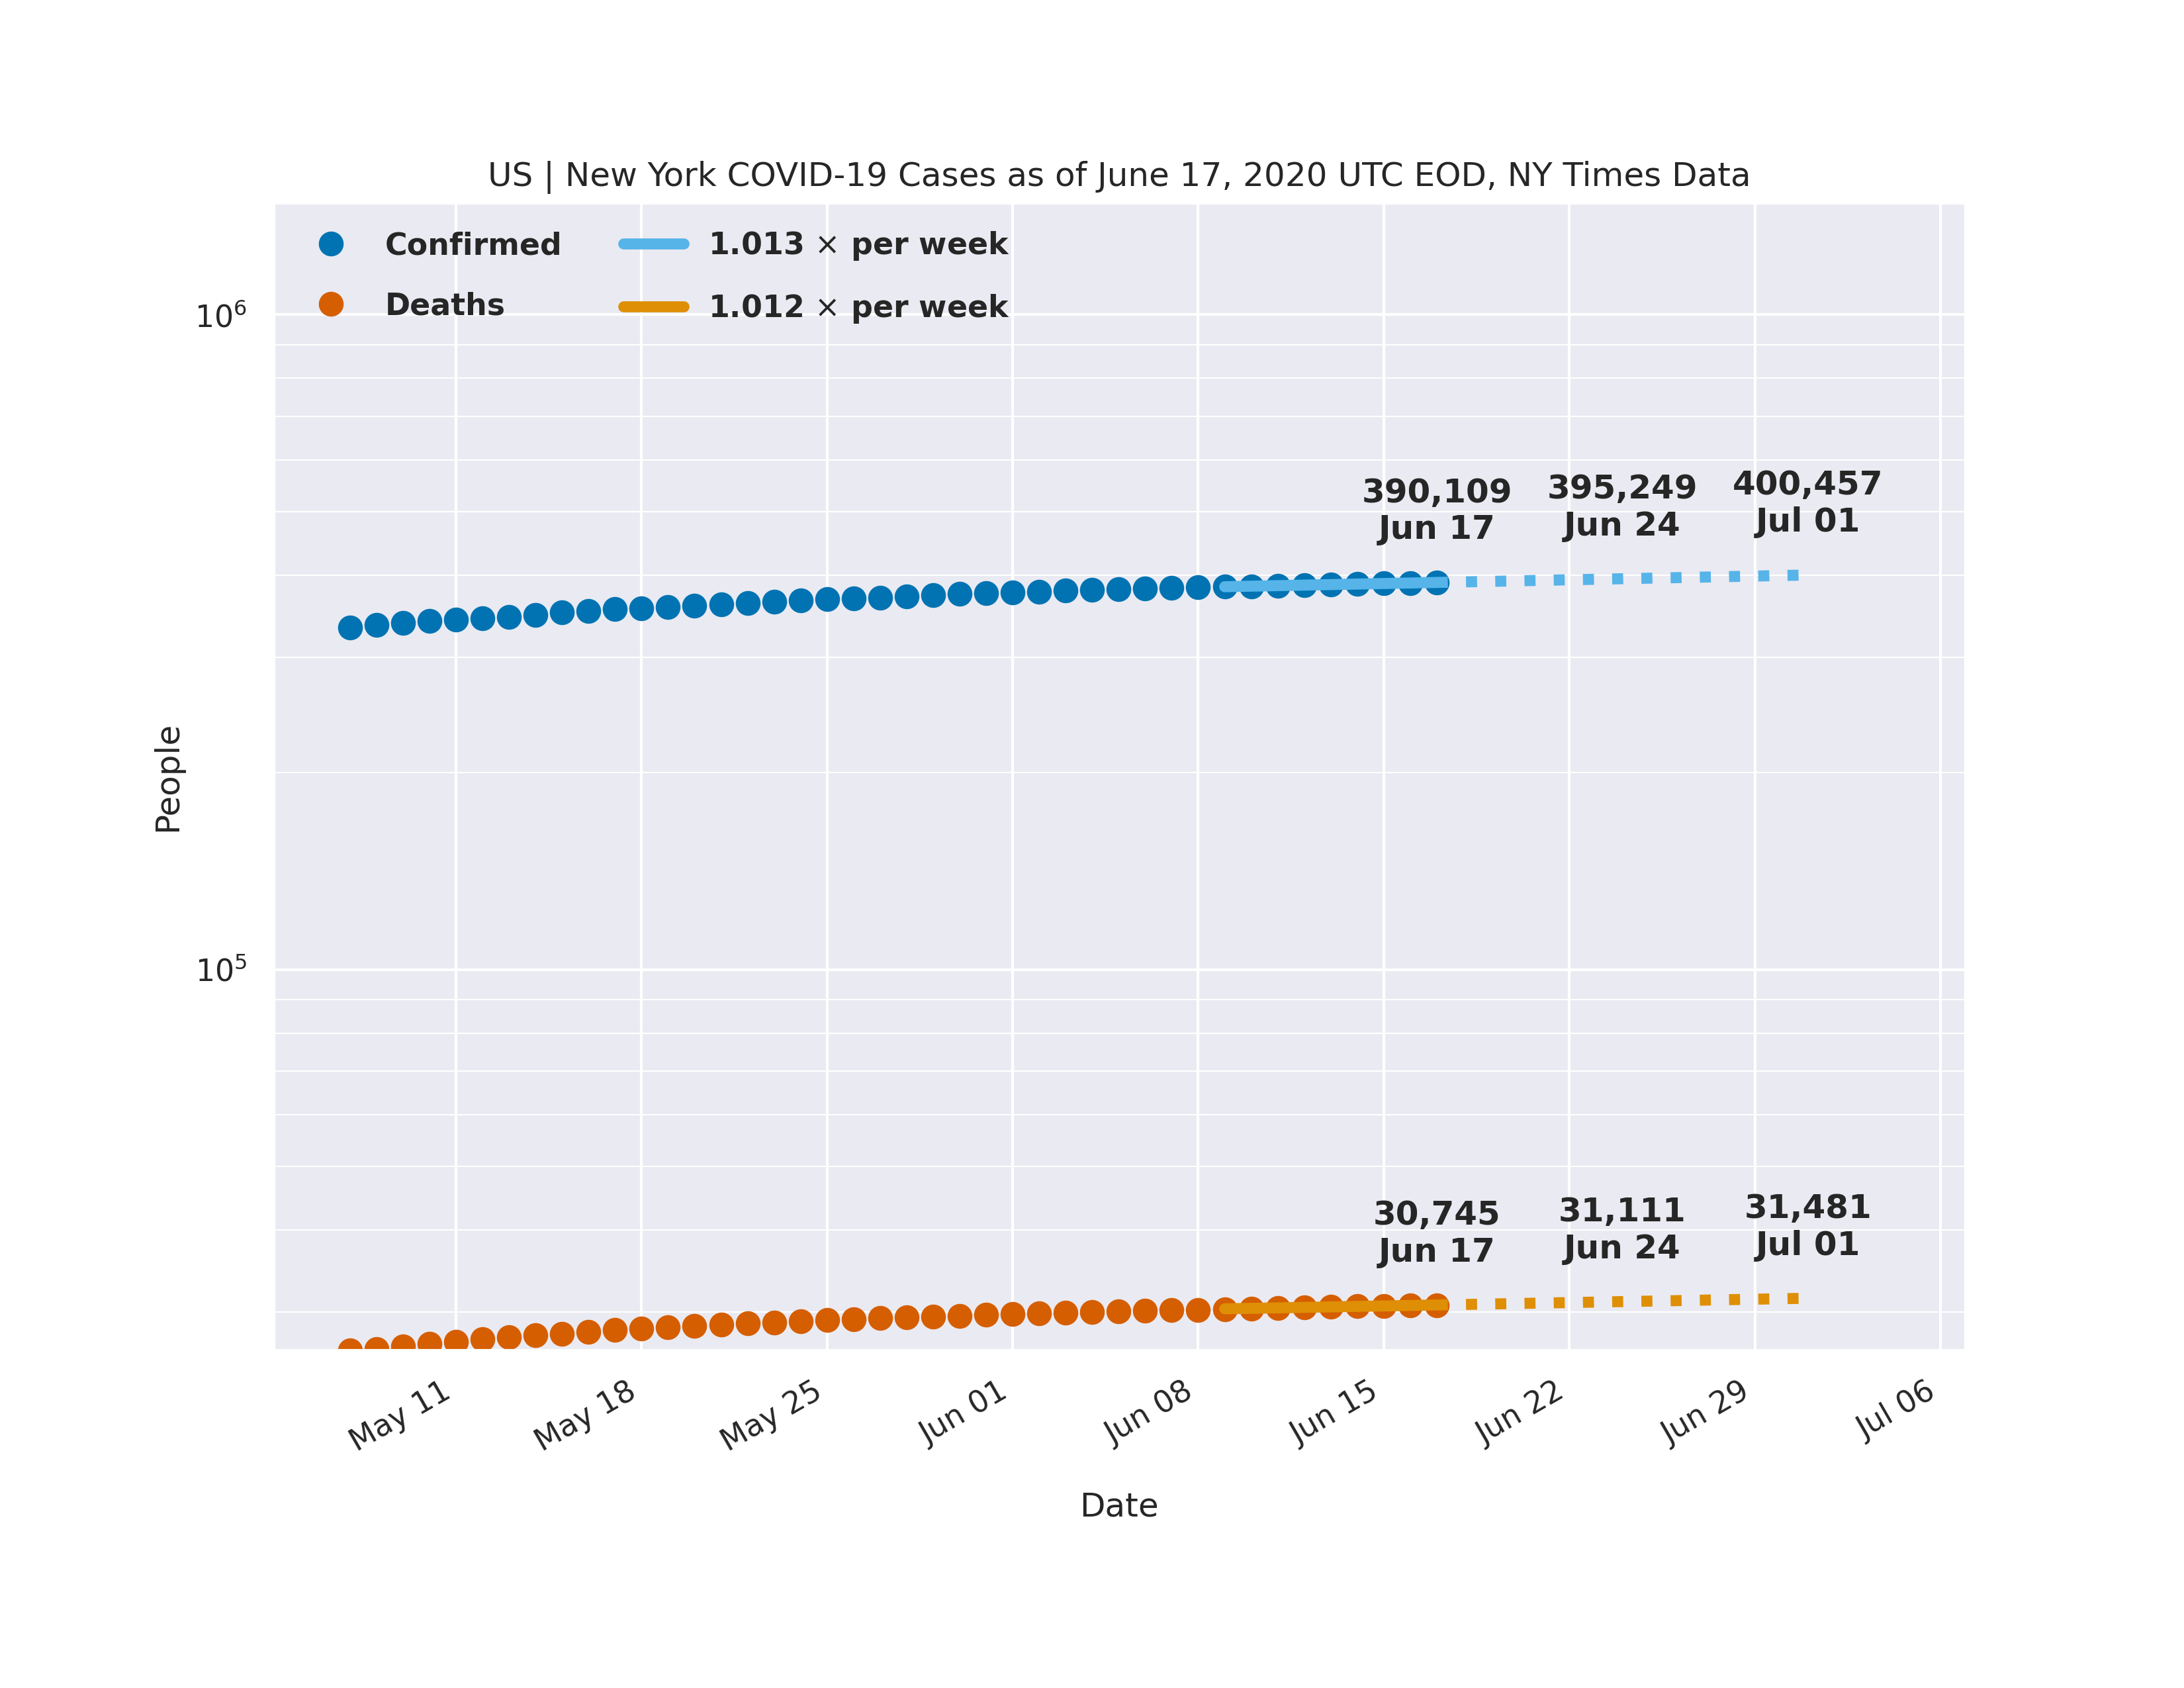 US | New York COVID-19 Cases as of June 17, 2020 UTC EOD, NY Times Data
Confirmed
Deaths
1.013 × per week
1.012 × per week
10⁶
10⁵
People
390,109
Jun 17
395,249
Jun 24
400,457
Jul 01
30,745
Jun 17
31,111
Jun 24
31,481
Jul 01
May 11
May 18
May 25
Jun 01
Jun 08
Jun 15
Jun 22
Jun 29
Jul 06
Date